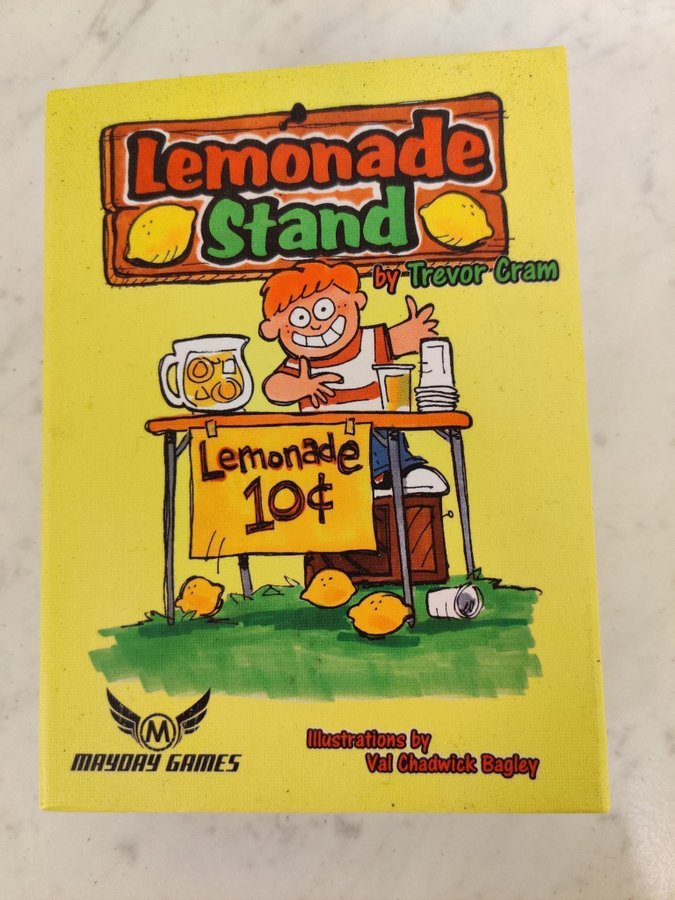 Lemonade
Stand
by Trevor Cram
Lemonade
10¢
M
MAYDAY GAMES
Illustrations by
Val Chadwick Bagley